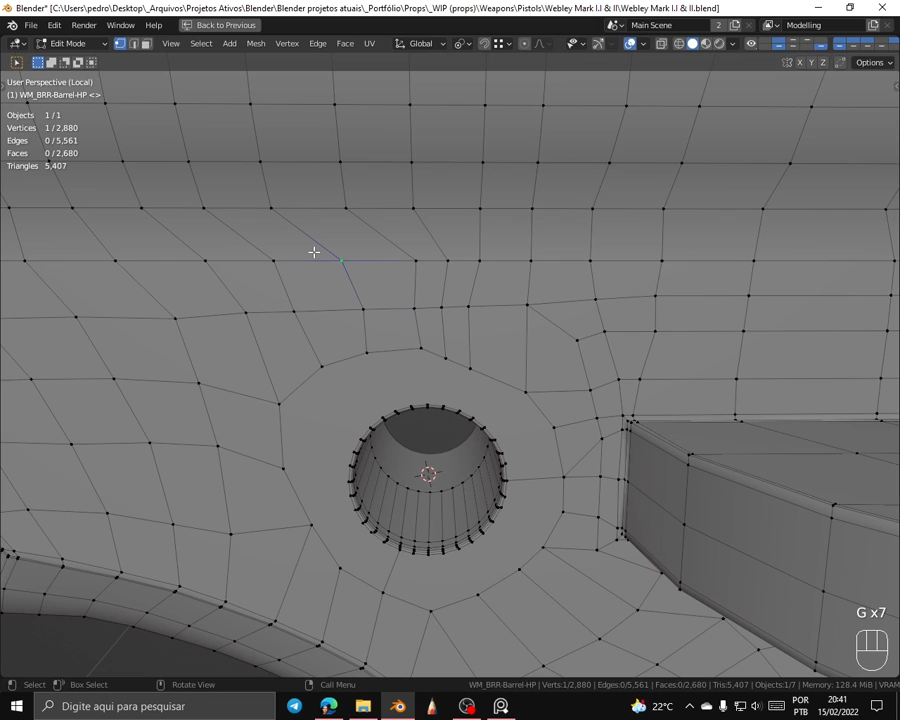 Blender* [C:\Users\pedro\Desktop\_Arquivos\Projetos Ativos\Blender\Blender projetos atuais\_Portfólio\Props\_WIP (props)\Weapons\Pistols\Webley Mark I.I & II\Webley Mark I.I & II.blend]
File Edit Render Window Help Back to Previous Main Scene 2 Modelling
Edit Mode View Select Add Mesh Vertex Edge Face UV Global
X Y Z Options
User Perspective (Local)
(1) WM_BRR-Barrel-HP <>
Objects 1 / 1
Vertices 1 / 2,880
Edges 0 / 5,561
Faces 0 / 2,680
Triangles 5,407
G x7
Select Box Select Rotate View Call Menu WM_BRR-Barrel-HP | Verts:1/2,880 | Edges:0/5,561 | Faces:0/2,680 | Tris:5,407 | Objects:1/7 | Memory: 128.4 MiB | VRAM
Digite aqui para pesquisar 22°C POR 20:41
PTB 15/02/2022